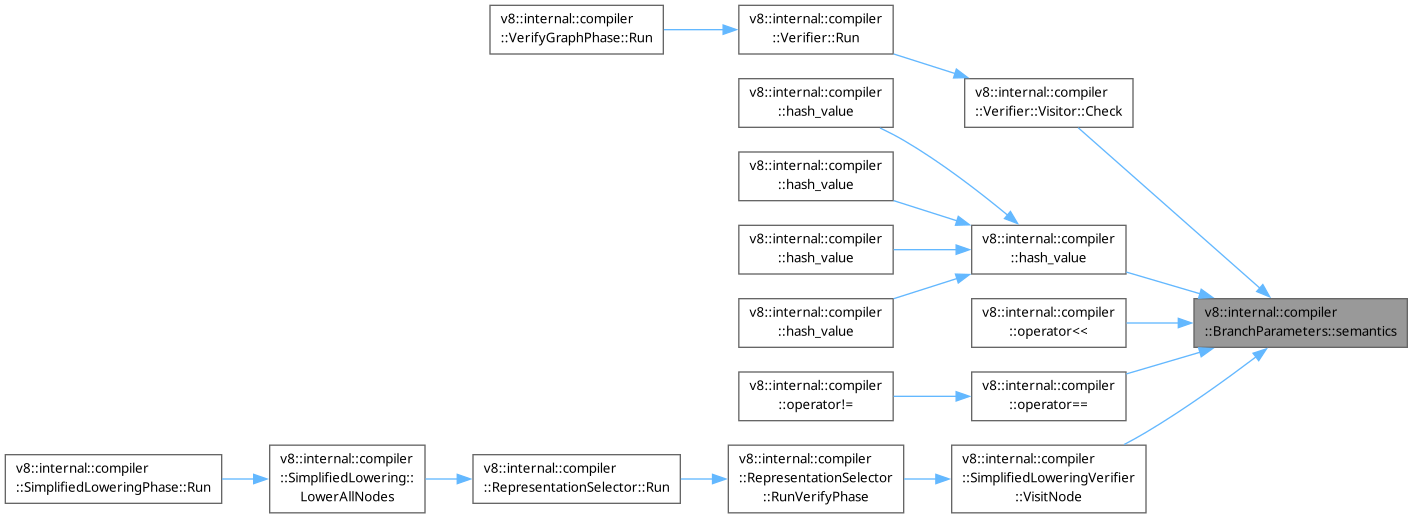 v8::internal::compiler
::VerifyGraphPhase::Run
v8::internal::compiler
::Verifier::Run
v8::internal::compiler
::Verifier::Visitor::Check
v8::internal::compiler
::hash_value
v8::internal::compiler
::hash_value
v8::internal::compiler
::hash_value
v8::internal::compiler
::hash_value
v8::internal::compiler
::hash_value
v8::internal::compiler
::operator<<
v8::internal::compiler
::BranchParameters::semantics
v8::internal::compiler
::operator!=
v8::internal::compiler
::operator==
v8::internal::compiler
::SimplifiedLoweringPhase::Run
v8::internal::compiler
::SimplifiedLowering::
LowerAllNodes
v8::internal::compiler
::RepresentationSelector::Run
v8::internal::compiler
::RepresentationSelector
::RunVerifyPhase
v8::internal::compiler
::SimplifiedLoweringVerifier
::VisitNode